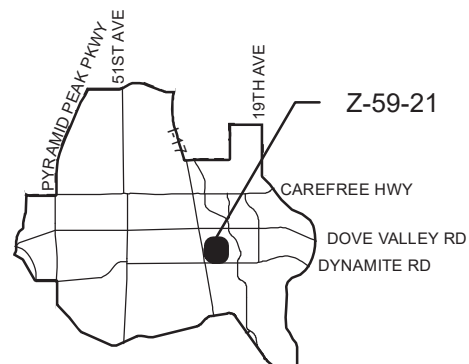 PYRAMID PEAK PKWY
51ST AVE
19TH AVE
Z-59-21
I-17
CAREFREE HWY
DOVE VALLEY RD
DYNAMITE RD